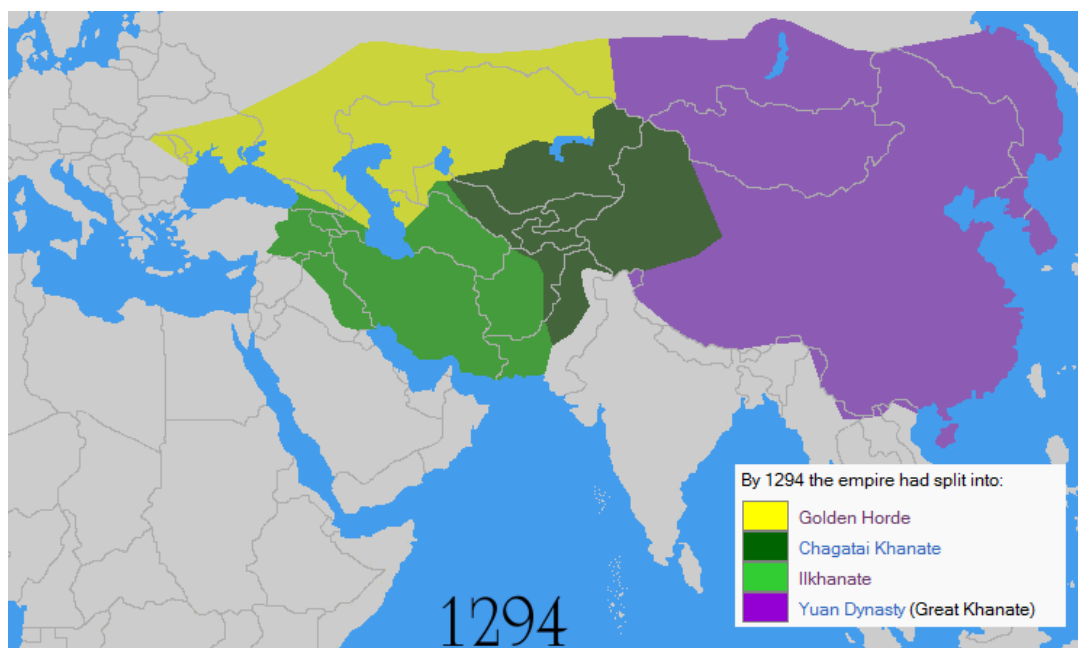 By 1294 the empire had split into:
Golden Horde
Chagatai Khanate
Ilkhanate
Yuan Dynasty (Great Khanate)
1294